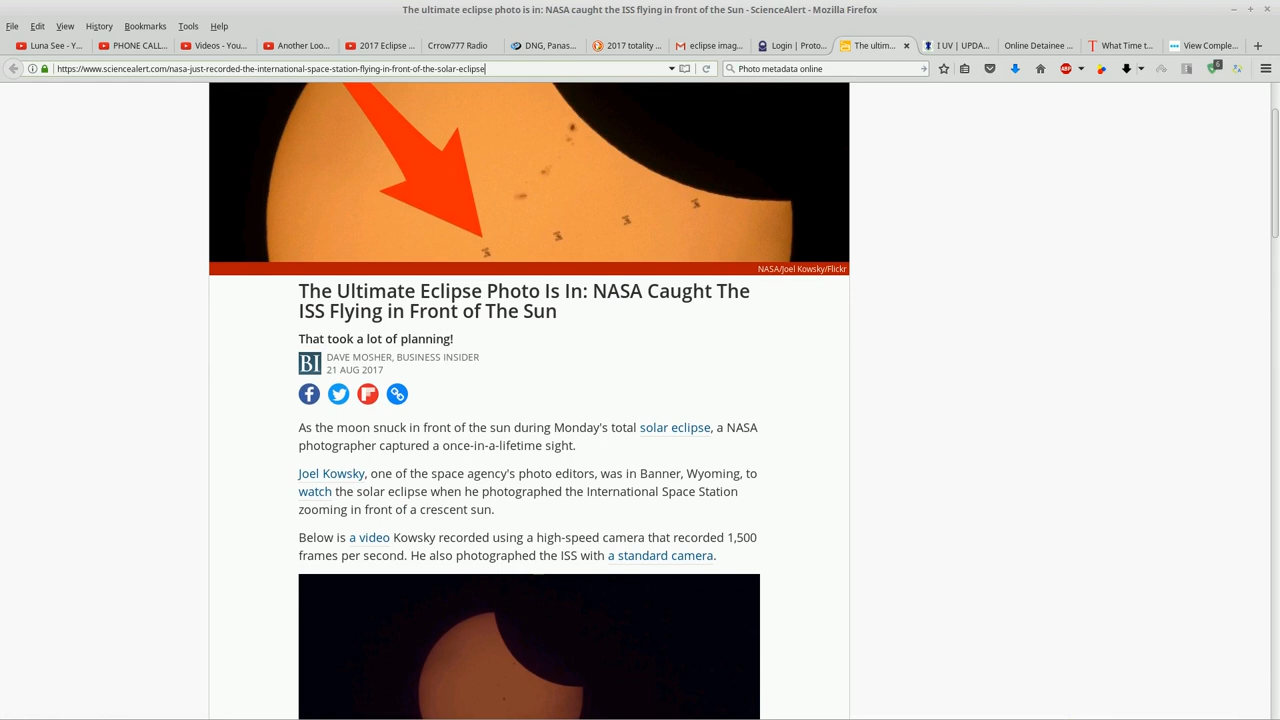 The ultimate eclipse photo is in: NASA caught the ISS flying in front of the Sun - ScienceAlert - Mozilla Firefox
File Edit View History Bookmarks Tools Help
Luna See - Y... PHONE CALL... Videos - You... Another Loo... 2017 Eclipse ... Crrow777 Radio DNG, Panas... 2017 totality ... eclipse imag... Login | Proto... The ultim... I UV | UPDA... Online Detainee ... What Time t... View Comple...
https://www.sciencealert.com/nasa-just-recorded-the-international-space-station-flying-in-front-of-the-solar-eclipse Photo metadata online ABP 6
NASA/Joel Kowsky/Flickr
The Ultimate Eclipse Photo Is In: NASA Caught The
ISS Flying in Front of The Sun
That took a lot of planning!
BI DAVE MOSHER, BUSINESS INSIDER
21 AUG 2017
As the moon snuck in front of the sun during Monday's total solar eclipse, a NASA
photographer captured a once-in-a-lifetime sight.
Joel Kowsky, one of the space agency's photo editors, was in Banner, Wyoming, to
watch the solar eclipse when he photographed the International Space Station
zooming in front of a crescent sun.
Below is a video Kowsky recorded using a high-speed camera that recorded 1,500
frames per second. He also photographed the ISS with a standard camera.